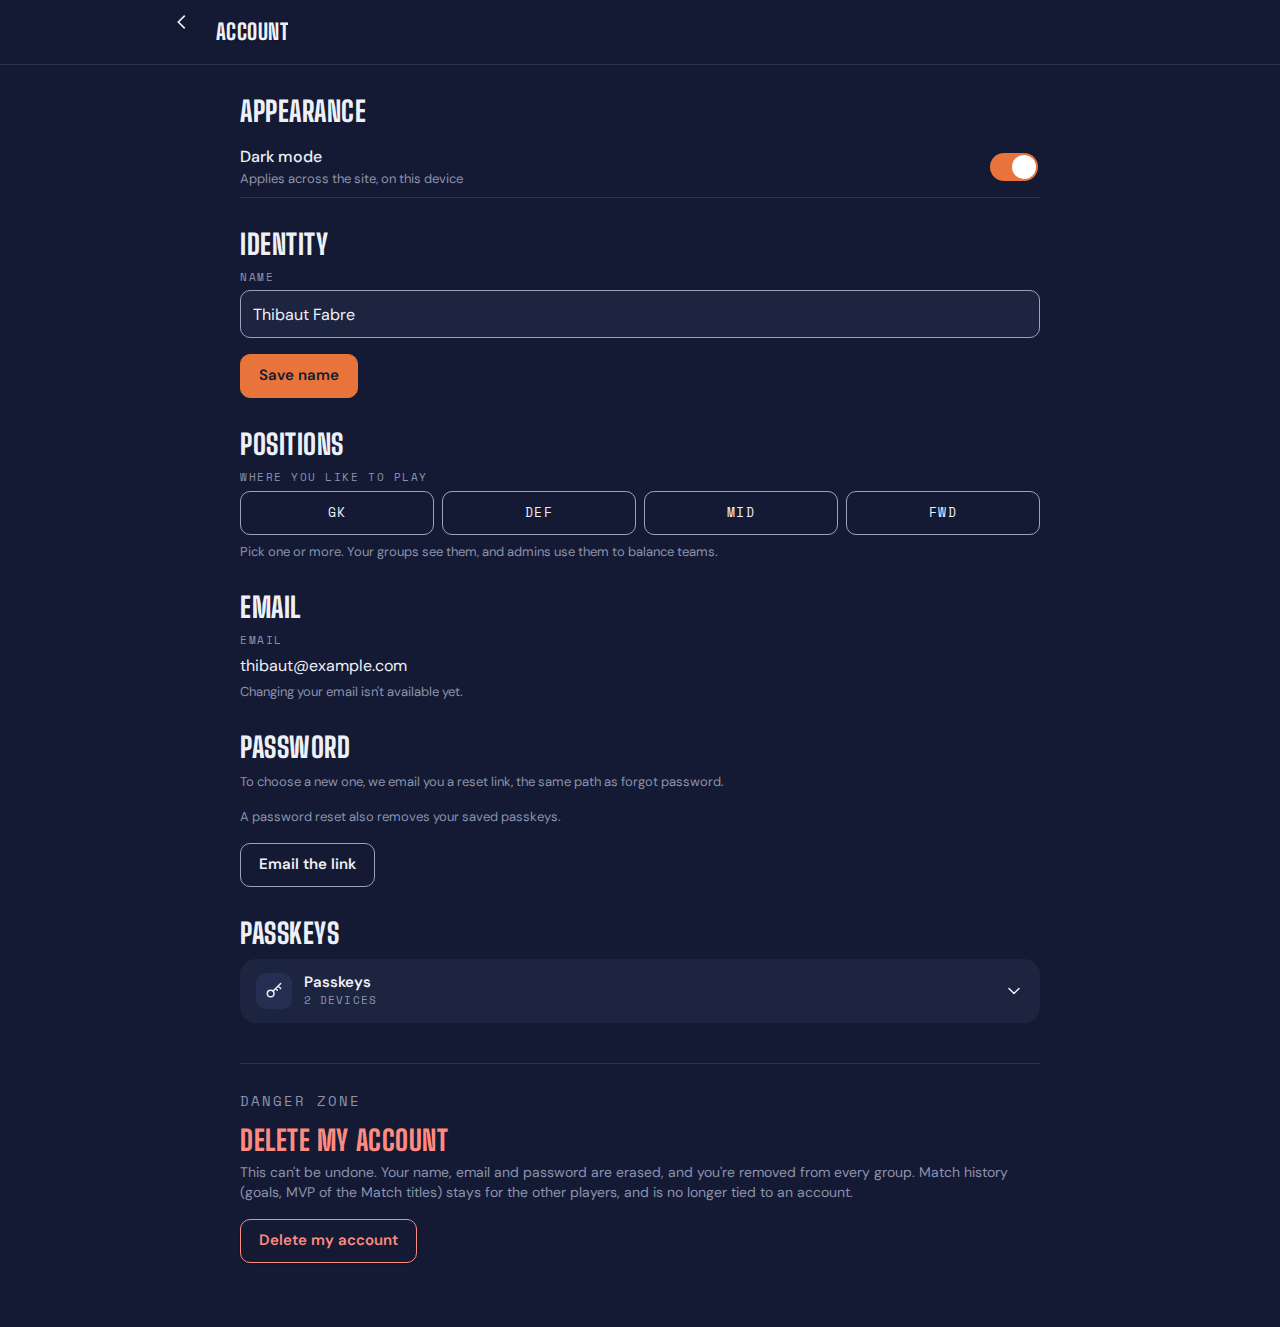 ACCOUNT
APPEARANCE
Dark mode
Applies across the site, on this device
IDENTITY
NAME
Thibaut Fabre
Save name
POSITIONS
WHERE YOU LIKE TO PLAY
GK DEF MID FWD
Pick one or more. Your groups see them, and admins use them to balance teams.
EMAIL
EMAIL
thibaut@example.com
Changing your email isn't available yet.
PASSWORD
To choose a new one, we email you a reset link, the same path as forgot password.
A password reset also removes your saved passkeys.
Email the link
PASSKEYS
Passkeys
2 DEVICES
DANGER ZONE
DELETE MY ACCOUNT
This can't be undone. Your name, email and password are erased, and you're removed from every group. Match history
(goals, MVP of the Match titles) stays for the other players, and is no longer tied to an account.
Delete my account